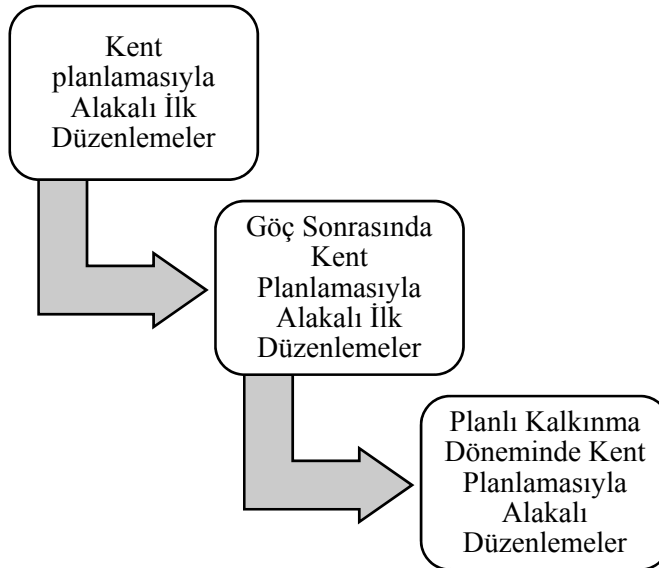 Kent
planlamasıyla
Alakalı İlk
Düzenlemeler
Göç Sonrasında
Kent
Planlamasıyla
Alakalı İlk
Düzenlemeler
Planlı Kalkınma
Döneminde Kent
Planlamasıyla
Alakalı
Düzenlemeler